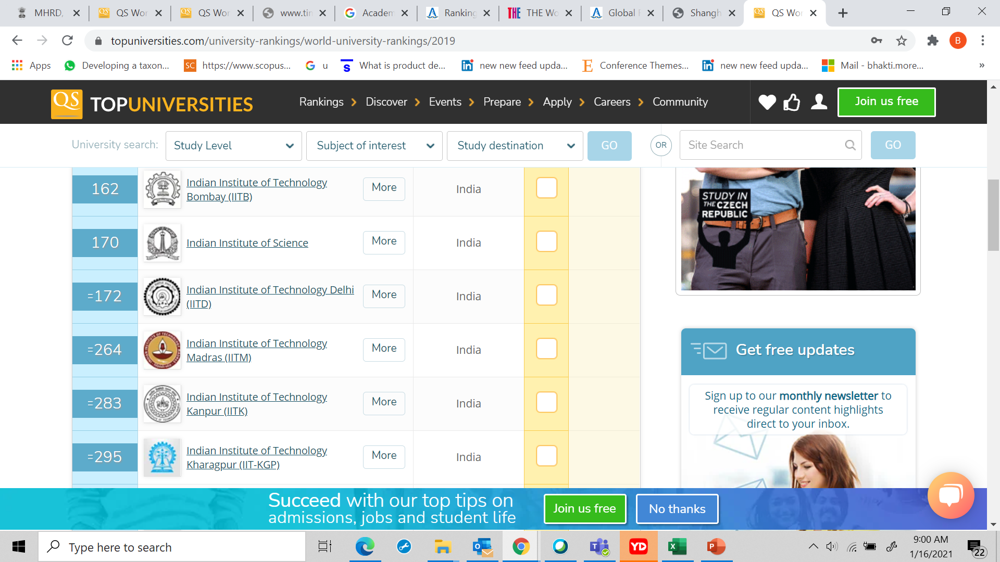 MHRD,
QS Wor
QS Wor
www.tin
Academ
Ranking
THE THE Wo
Global R
Shangh
QS Wor
topuniversities.com/university-rankings/world-university-rankings/2019
B
Apps
Developing a taxon...
SC https://www.scopus...
u
What is product de...
new new feed upda...
Conference Themes...
new new feed upda...
Mail - bhakti.more...
»
QS TOPUNIVERSITIES
Rankings
Discover
Events
Prepare
Apply
Careers
Community
Join us free
University search:
Study Level
Subject of interest
Study destination
GO
OR
Site Search
GO
162
Indian Institute of Technology
Bombay (IITB)
More
India
170
Indian Institute of Science
More
India
=172
Indian Institute of Technology Delhi
(IITD)
More
India
=264
Indian Institute of Technology
Madras (IITM)
More
India
=283
Indian Institute of Technology
Kanpur (IITK)
More
India
=295
Indian Institute of Technology
Kharagpur (IIT-KGP)
More
India
STUDY IN
THE CZECH
REPUBLIC
Get free updates
Sign up to our monthly newsletter to
receive regular content highlights
direct to your inbox.
Succeed with our top tips on
admissions, jobs and student life
Join us free
No thanks
Type here to search
YD
9:00 AM
1/16/2021
22